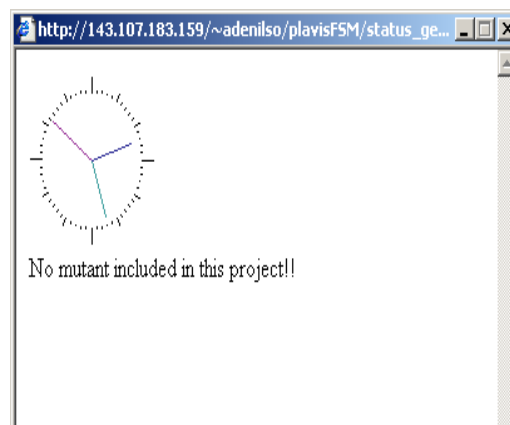 http://143.107.183.159/~adenilso/plavisFSM/status_ge...
No mutant included in this project!!